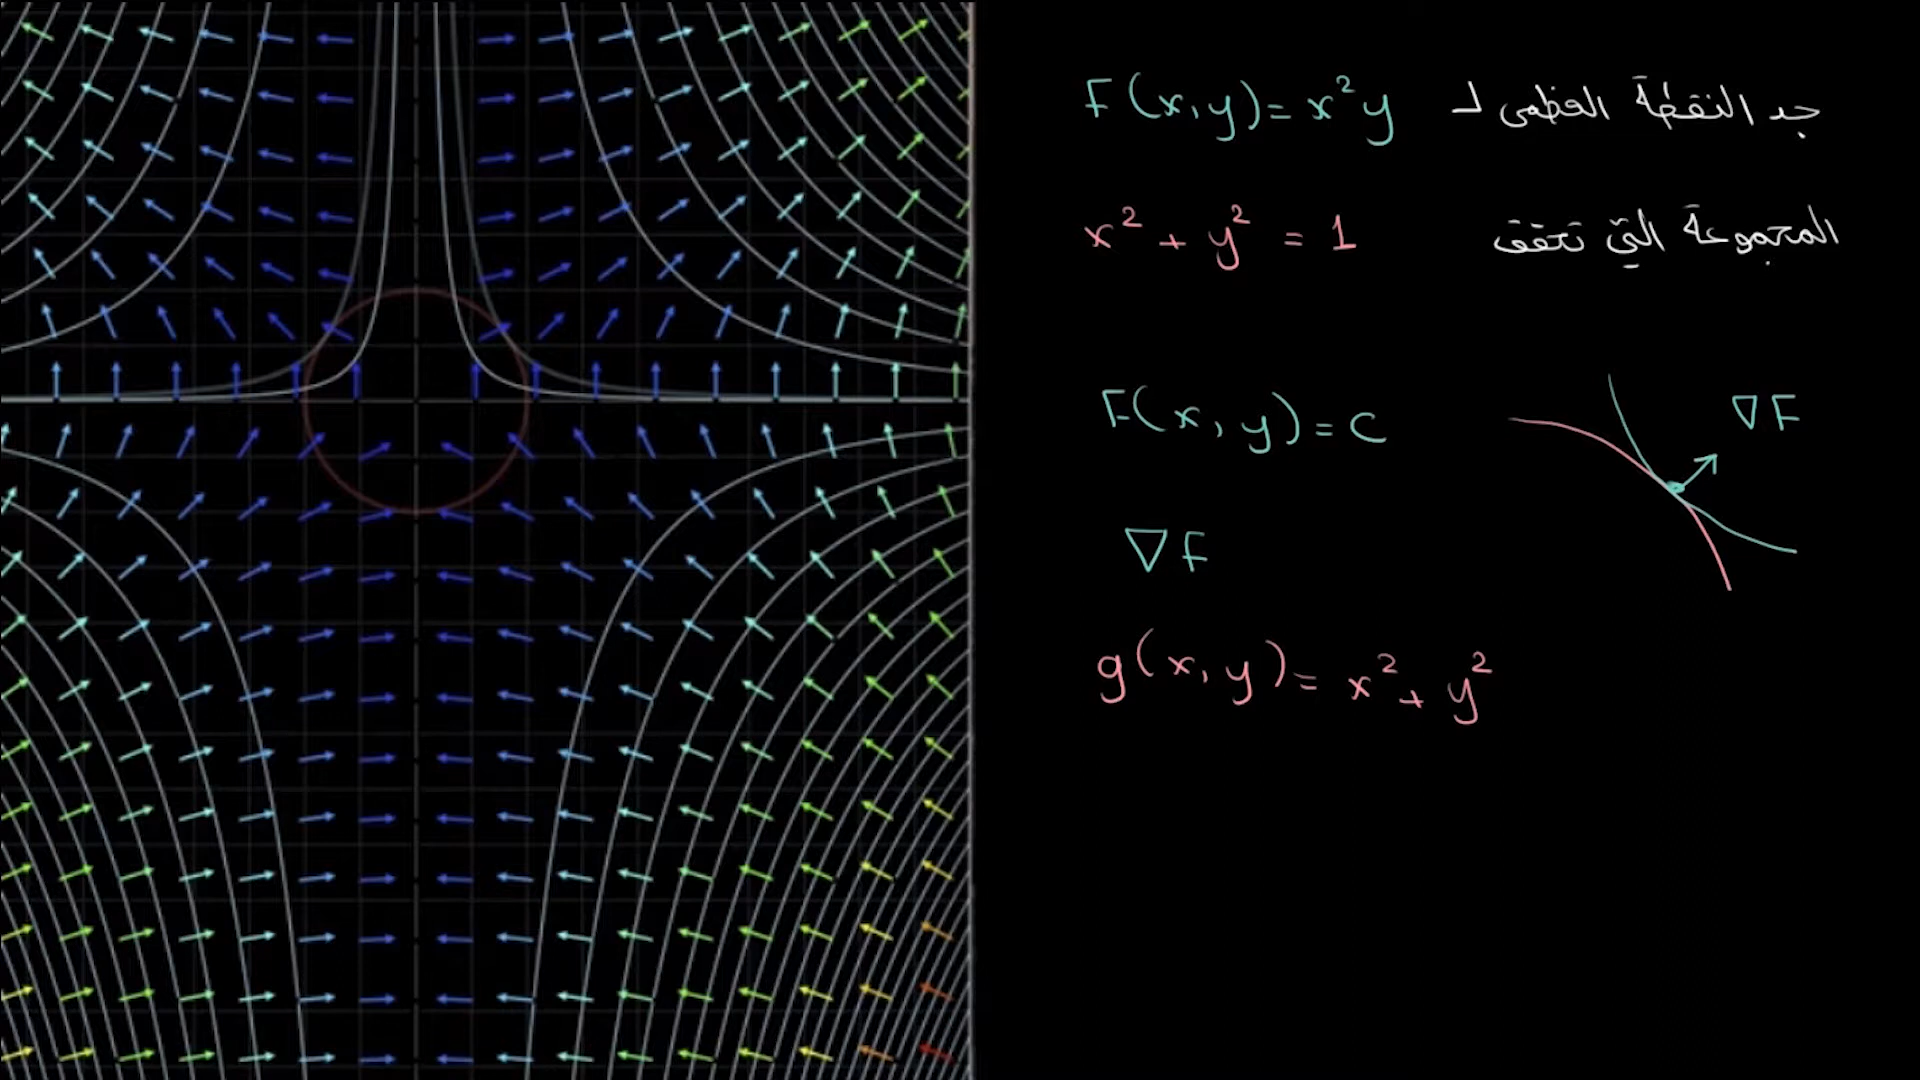 جد النقطة العظمى لـ F(x,y)= x²y
المجموعة التي تحقق x² + y² = 1
F(x,y)= c
∇F
∇F
g(x,y)= x² + y²